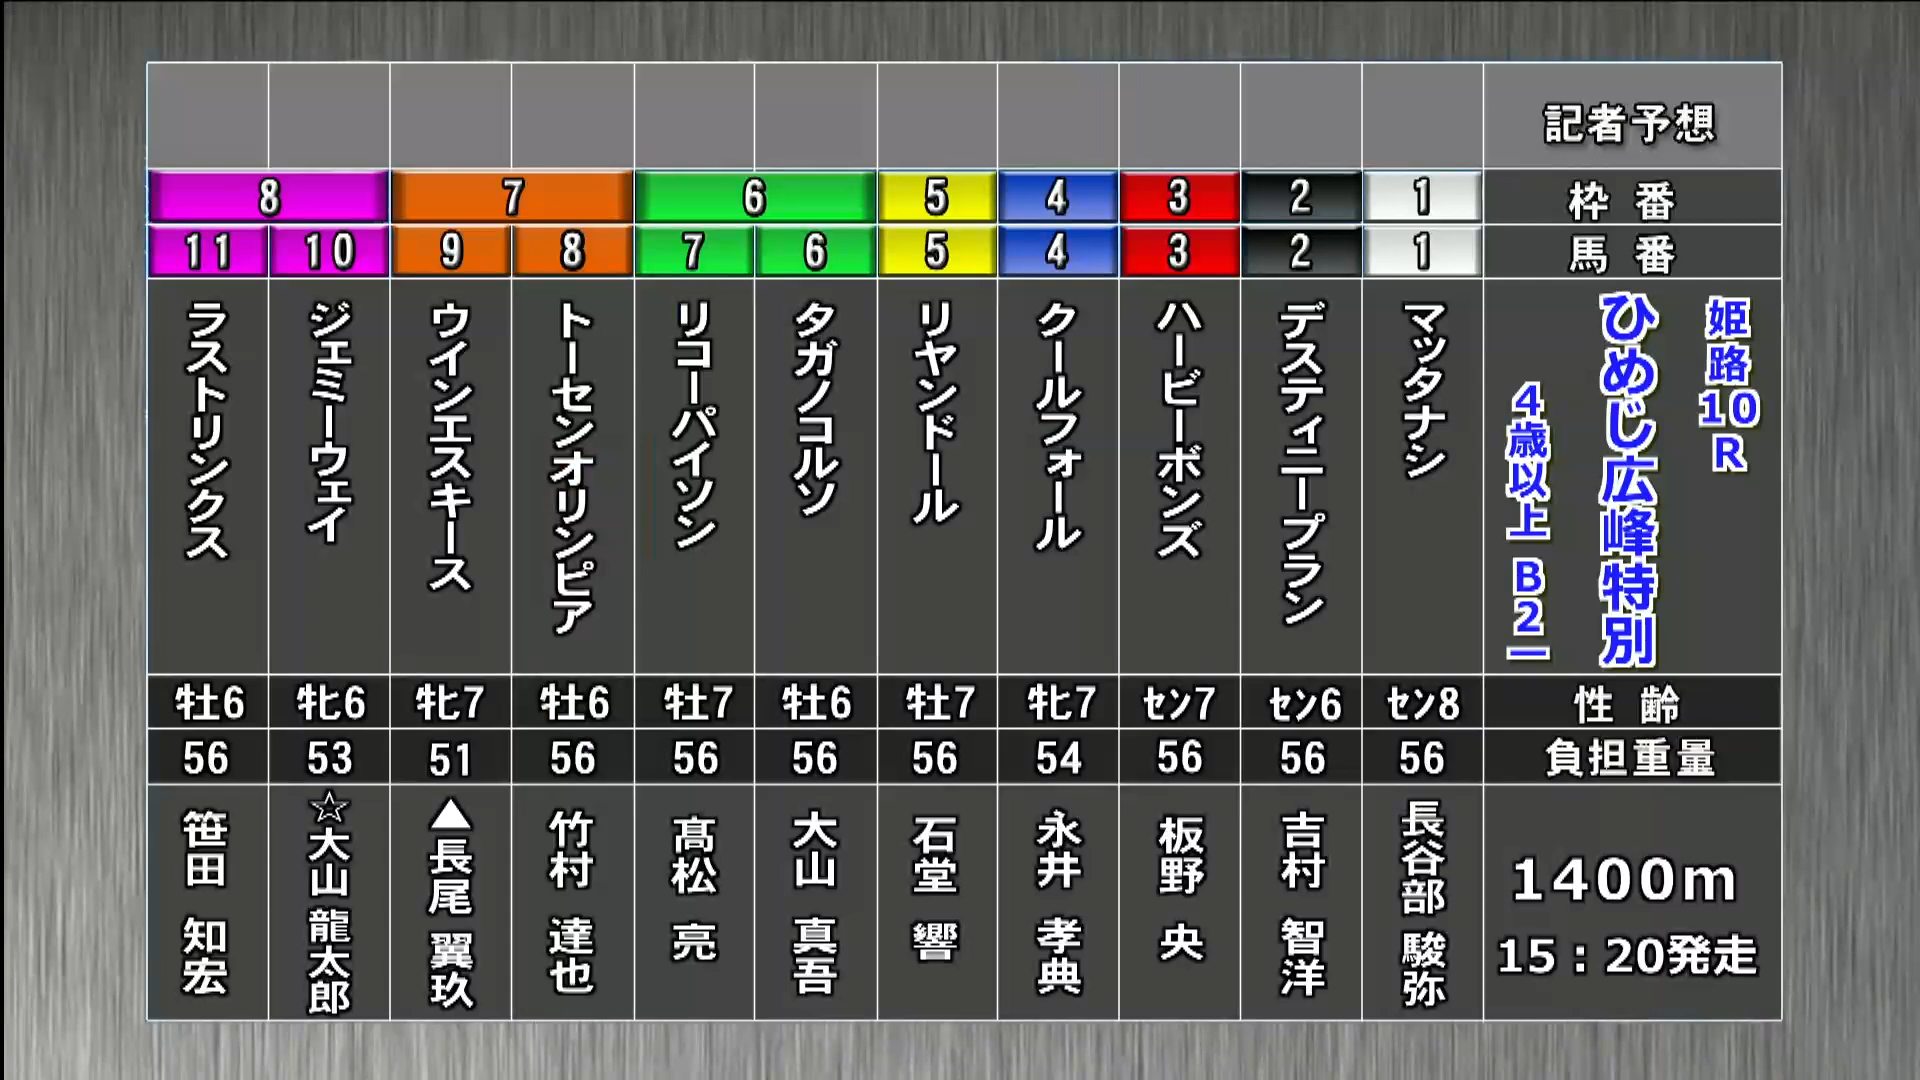 記者予想
枠番
8 7 6 5 4 3 2 1
馬番
11 10 9 8 7 6 5 4 3 2 1
姫路10R
ひめじ広峰特別
4歳以上 B2一
マッタナシ
デスティニープラン
ハービーボンズ
クールフォール
リヤンドール
タガノコルソ
リコーパイソン
トーセンオリンピア
ウインエスキース
ジェミーウェイ
ラストリンクス
性齢
牡6 牝6 牝7 牡6 牡7 牡6 牡7 牝7 セン7 セン6 セン8
負担重量
56 53 51 56 56 56 56 54 56 56 56
1400m
15:20発走
長谷部 駿弥
吉村 智洋
板野 央
永井 孝典
石堂 響
大山 真吾
髙松 亮
竹村 達也
▲長尾 翼玖
☆大山 龍太郎
笹田 知宏